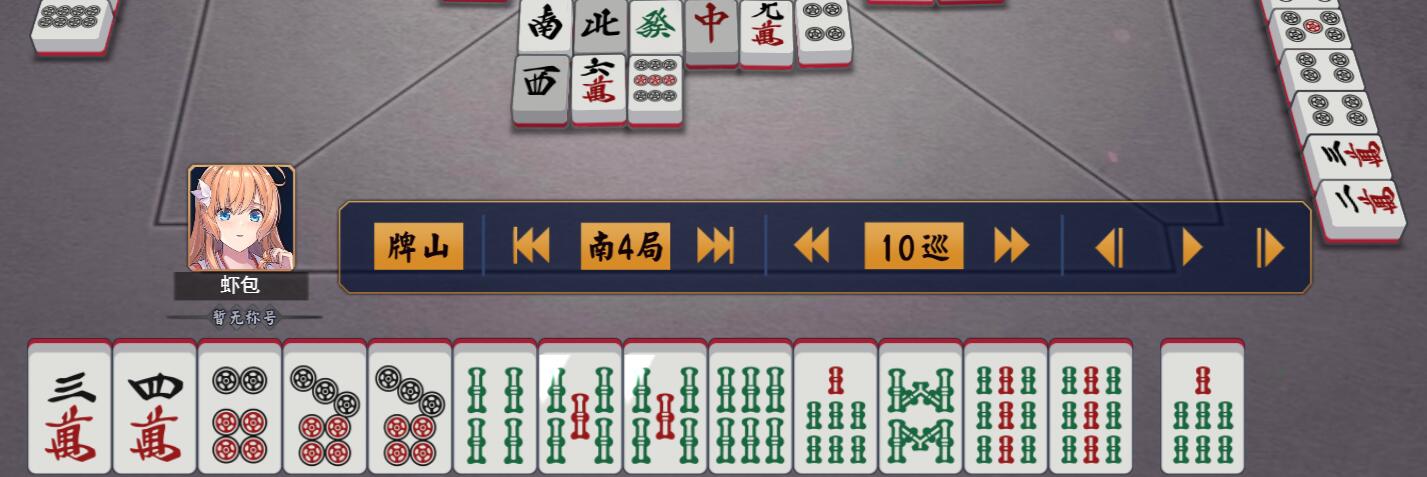 南 北 發 中 九萬
西 六萬
三萬
二萬
牌山 南4局 10巡
虾包
暂无称号
三萬 四萬